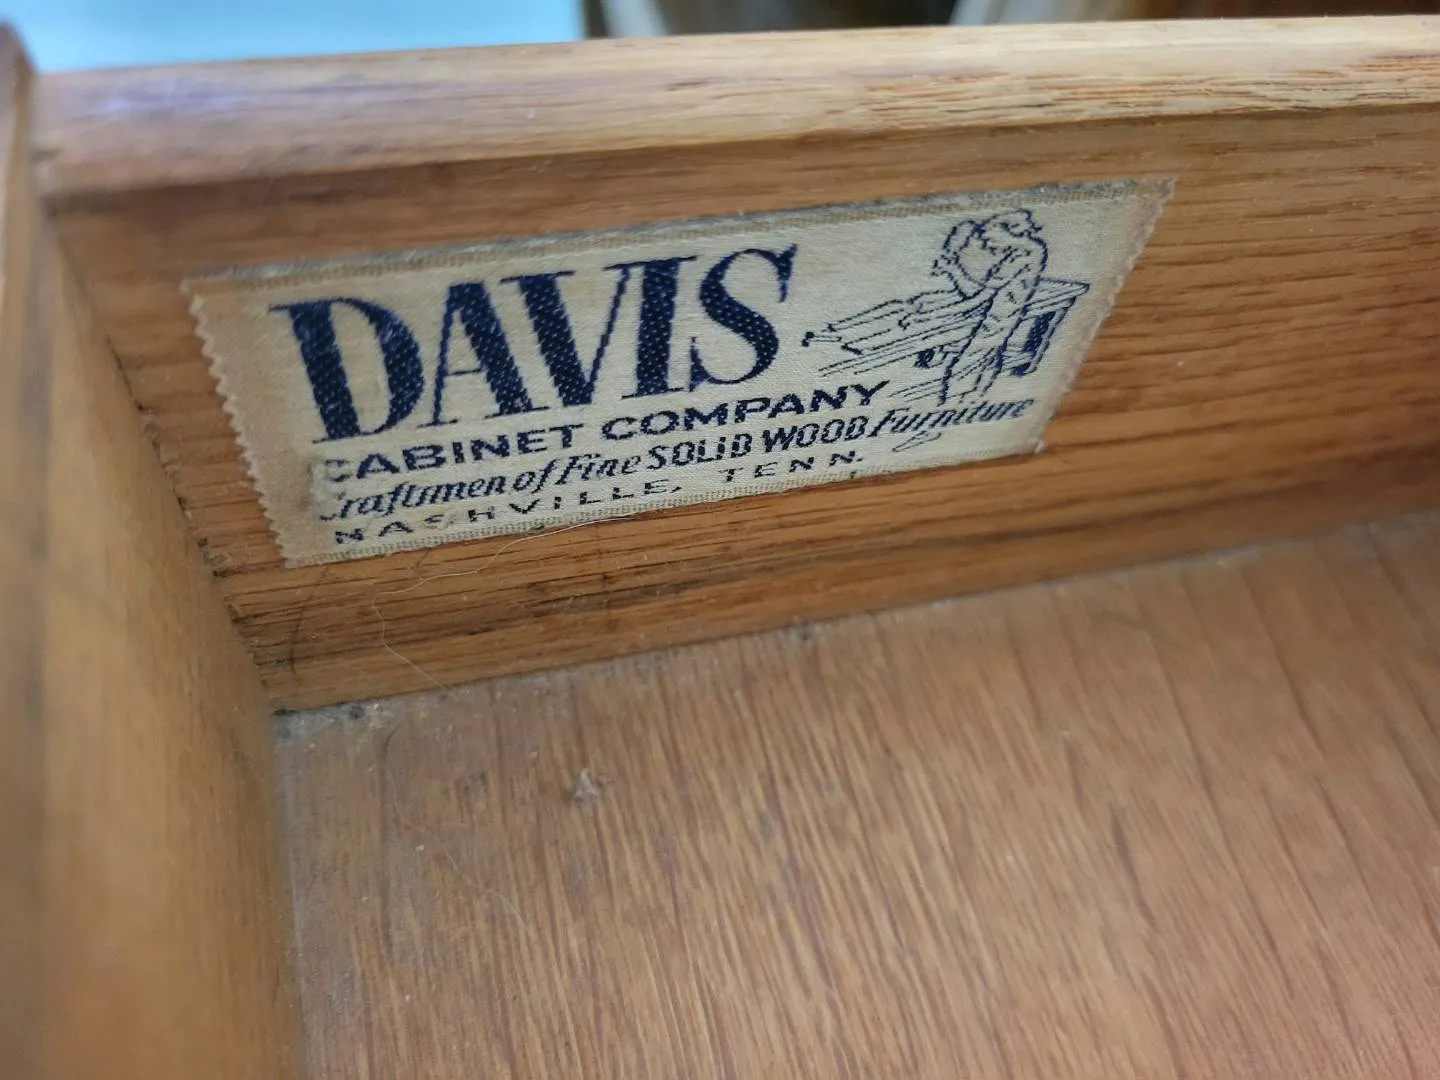 DAVIS
CABINET COMPANY
Craftsmen of Fine SOLID WOOD Furniture
NASHVILLE, TENN.